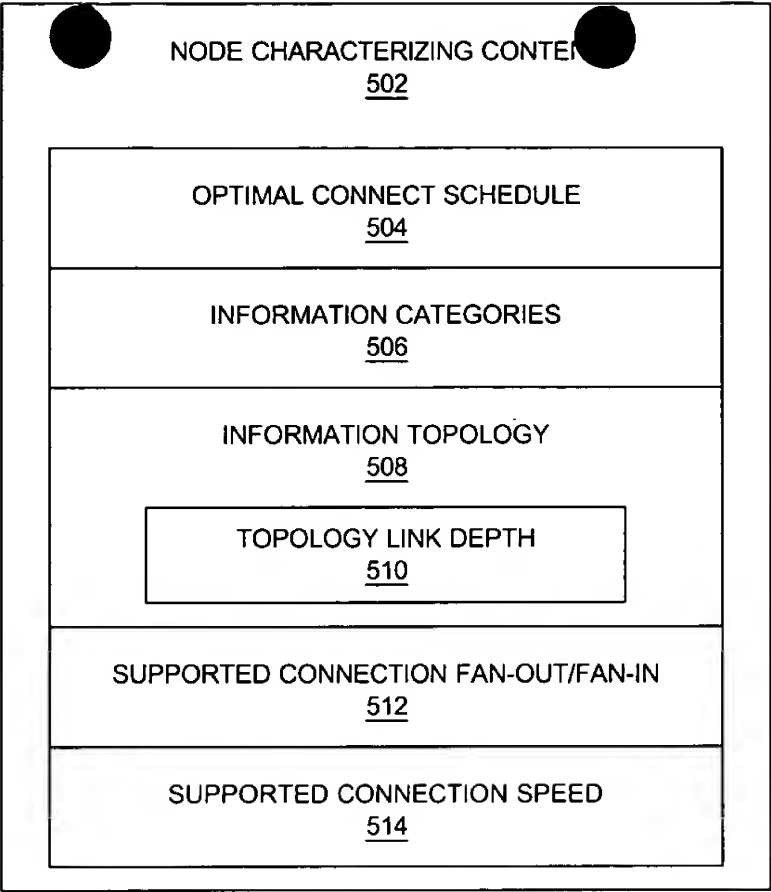 NODE CHARACTERIZING CONTE
502
OPTIMAL CONNECT SCHEDULE
504
INFORMATION CATEGORIES
506
INFORMATION TOPOLOGY
508
TOPOLOGY LINK DEPTH
510
SUPPORTED CONNECTION FAN-OUT/FAN-IN
512
SUPPORTED CONNECTION SPEED
514